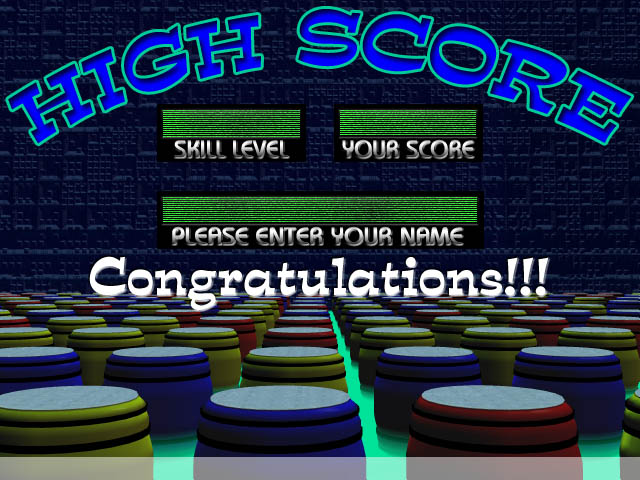 HIGH SCORE
SKILL LEVEL
YOUR SCORE
PLEASE ENTER YOUR NAME
Congratulations!!!